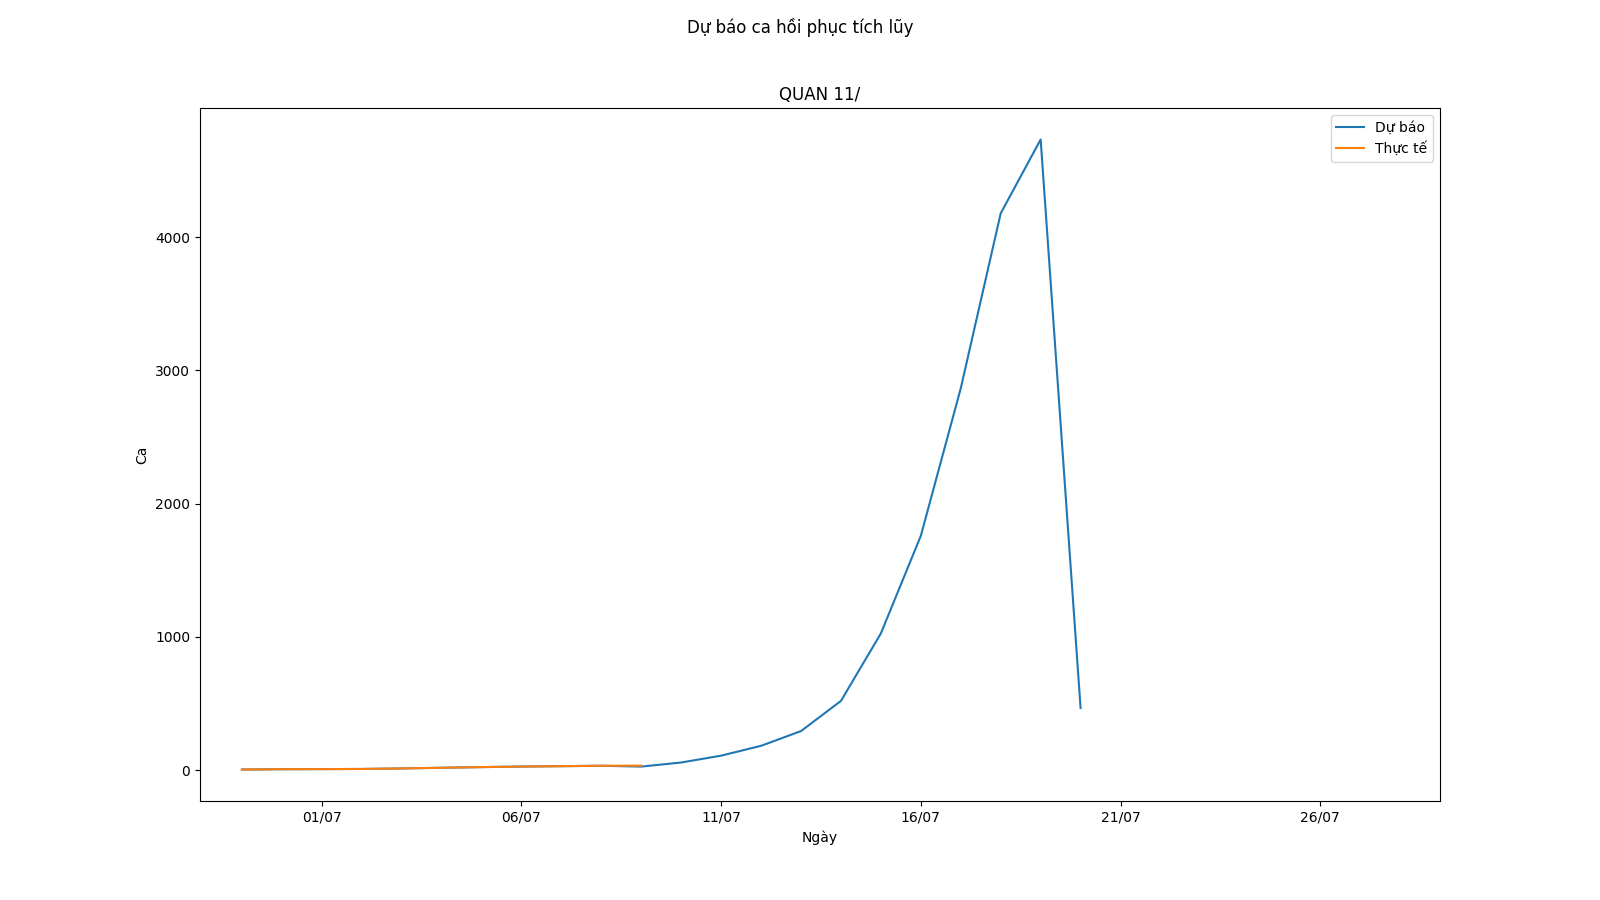 Dự báo ca hồi phục tích lũy
QUAN 11/
Dự báo
Thực tế
4000
3000
2000
1000
0
Ca
01/07
06/07
11/07
16/07
21/07
26/07
Ngày